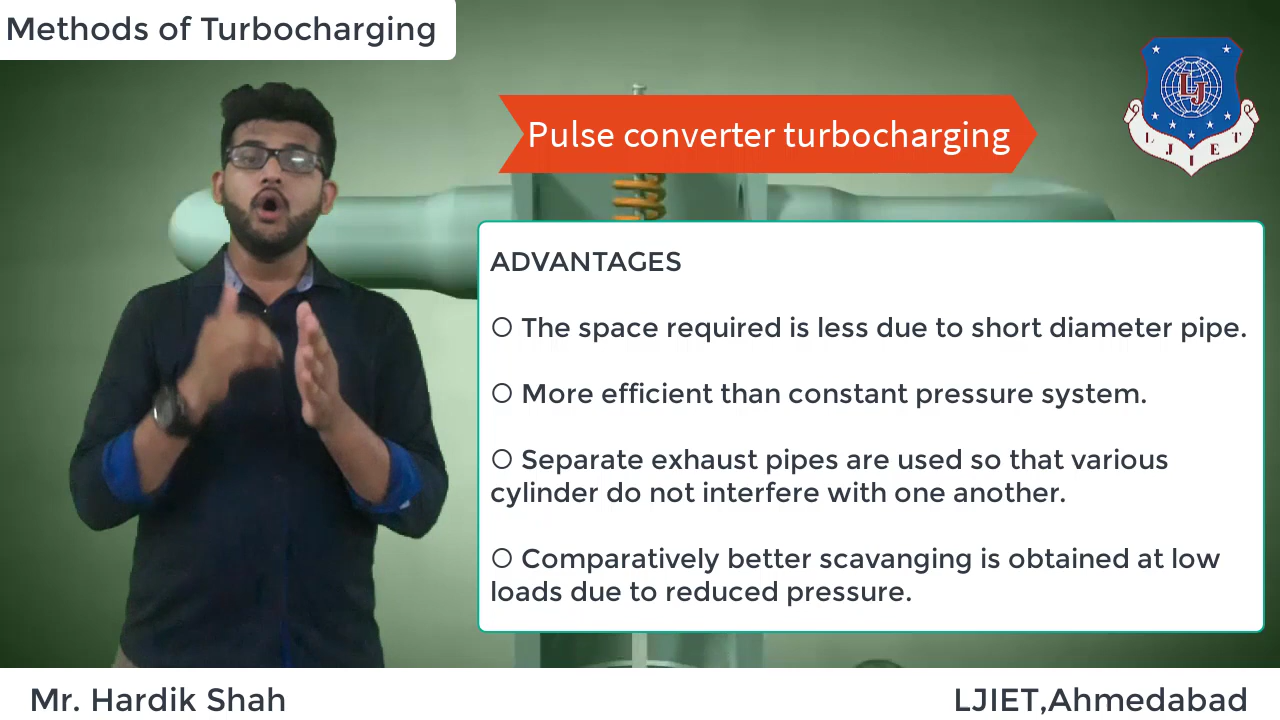 Methods of Turbocharging
Pulse converter turbocharging
LJ
L J I E T
ADVANTAGES
O The space required is less due to short diameter pipe.
O More efficient than constant pressure system.
O Separate exhaust pipes are used so that various
cylinder do not interfere with one another.
O Comparatively better scavanging is obtained at low
loads due to reduced pressure.
Mr. Hardik Shah
LJIET,Ahmedabad